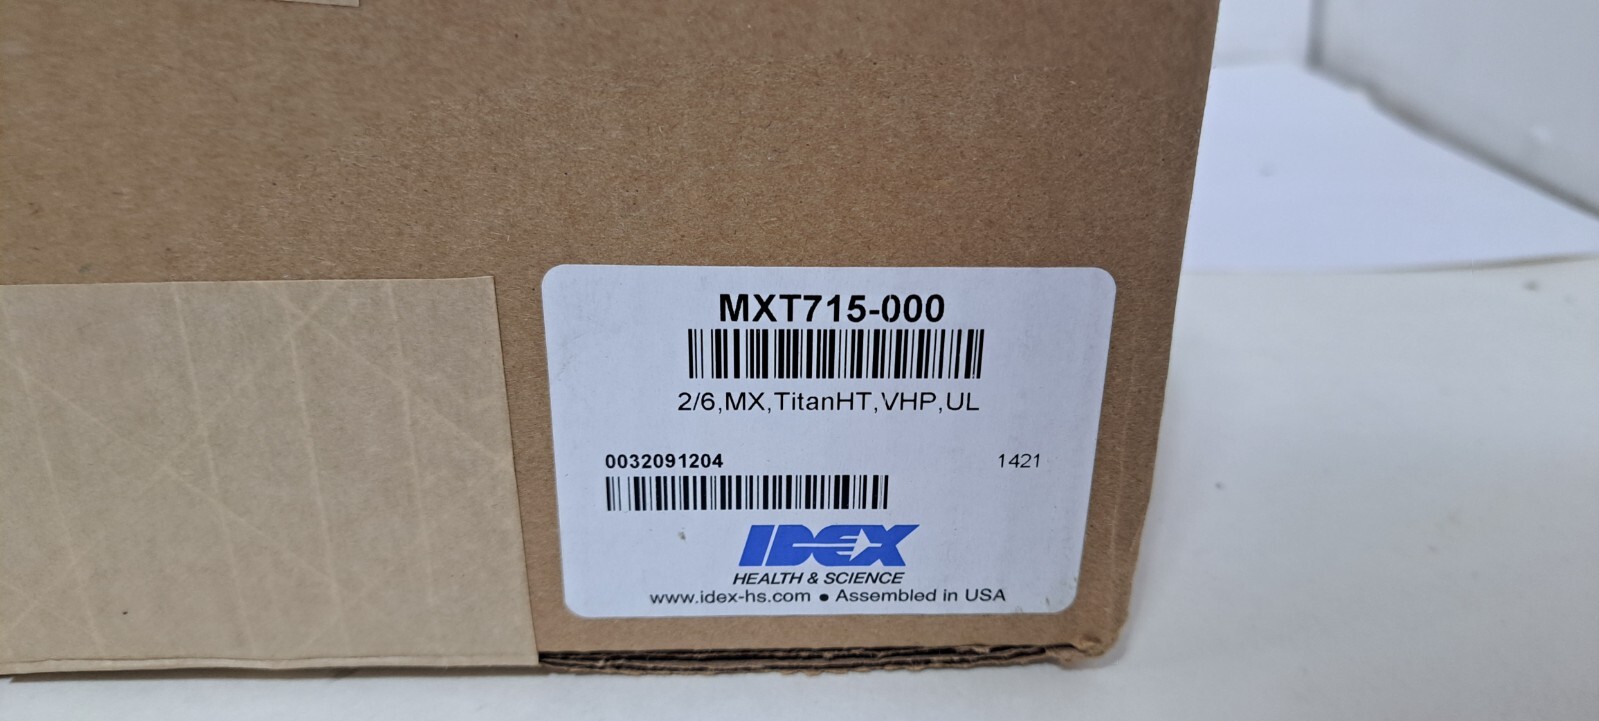 MXT715-000
2/6,MX,TitanHT,VHP,UL
0032091204 1421
IDEX
HEALTH & SCIENCE
www.idex-hs.com • Assembled in USA